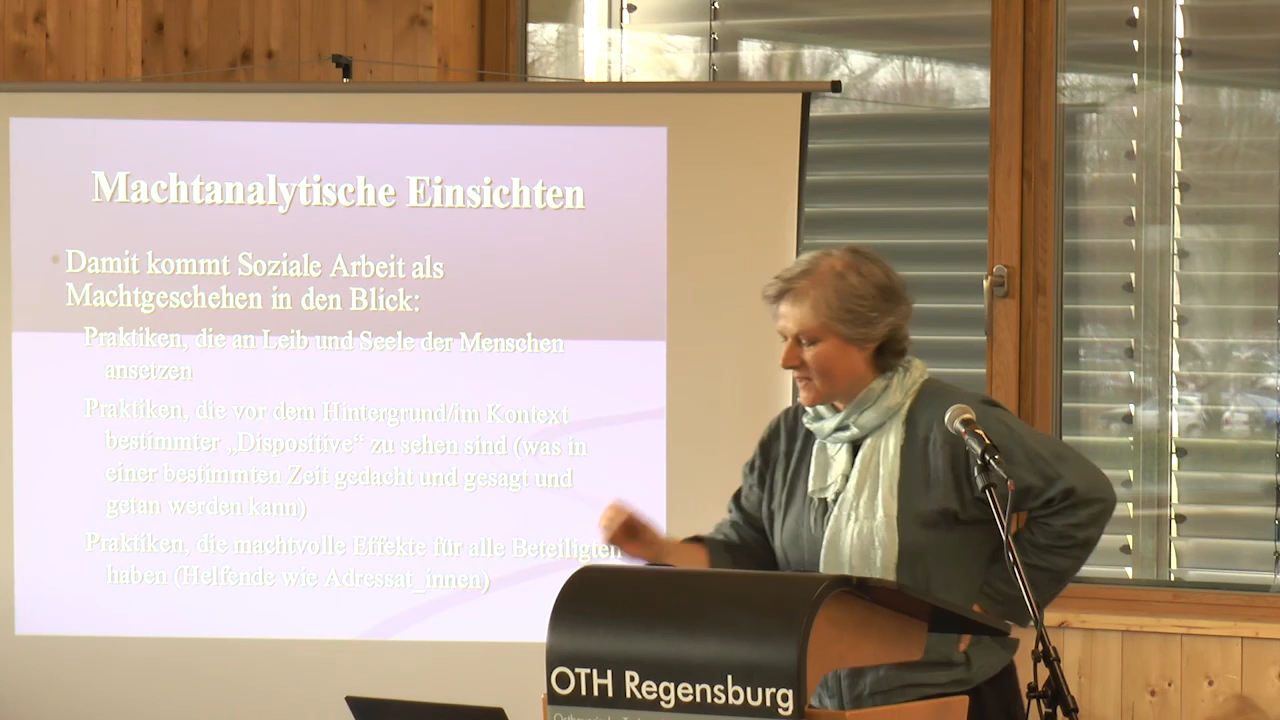 Machtanalytische Einsichten
Damit kommt Soziale Arbeit als
Machtgeschehen in den Blick:
Praktiken, die an Leib und Seele der Menschen
ansetzen
Praktiken, die vor dem Hintergrund/im Kontext
bestimmter „Dispositive“ zu sehen sind (was in
einer bestimmten Zeit gedacht und gesagt und
getan werden kann)
Praktiken, die machtvolle Effekte für alle Beteiligten
haben (Helfende wie Adressat_innen)
OTH Regensburg